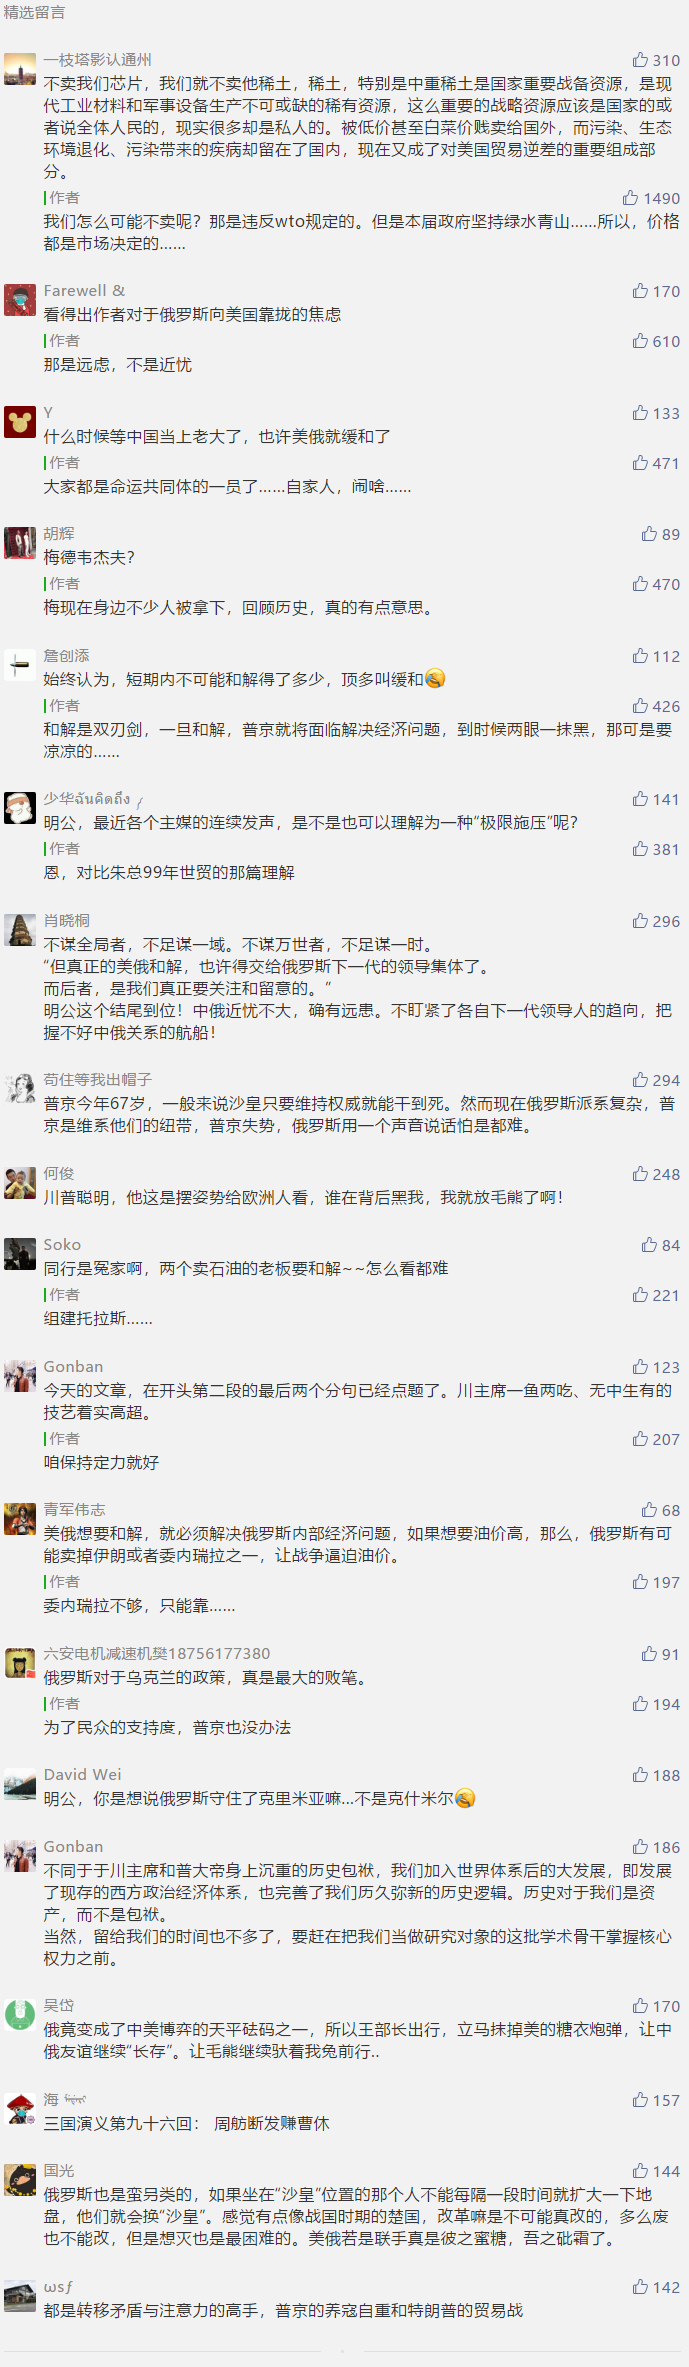 精选留言
一枝塔影认通州 310
不卖我们芯片，我们就不卖他稀土，稀土，特别是中重稀土是国家重要战备资源，是现
代工业材料和军事设备生产不可或缺的稀有资源，这么重要的战略资源应该是国家的或
者说全体人民的，现实很多却是私人的。被低价甚至白菜价贱卖给国外，而污染、生态
环境退化、污染带来的疾病却留在了国内，现在又成了对美国贸易逆差的重要组成部
分。
作者 1490
我们怎么可能不卖呢？那是违反wto规定的。但是本届政府坚持绿水青山……所以，价格
都是市场决定的……
Farewell & 170
看得出作者对于俄罗斯向美国靠拢的焦虑
作者 610
那是远虑，不是近忧
Y 133
什么时候等中国当上老大了，也许美俄就缓和了
作者 471
大家都是命运共同体的一员了……自家人，闹啥……
胡辉 89
梅德韦杰夫？
作者 470
梅现在身边不少人被拿下，回顾历史，真的有点意思。
詹创添 112
始终认为，短期内不可能和解得了多少，顶多叫缓和
作者 426
和解是双刃剑，一旦和解，普京就将面临解决经济问题，到时候两眼一抹黑，那可是要
凉凉的……
少华ฉันคิดถึง 141
明公，最近各个主媒的连续发声，是不是也可以理解为一种“极限施压”呢？
作者 381
恩，对比朱总99年世贸的那篇理解
肖晓桐 296
不谋全局者，不足谋一域。不谋万世者，不足谋一时。
“但真正的美俄和解，也许得交给俄罗斯下一代的领导集体了。
而后者，是我们真正要关注和留意的。“
明公这个结尾到位！中俄近忧不大，确有远患。不盯紧了各自下一代领导人的趋向，把
握不好中俄关系的航船！
苟住等我出帽子 294
普京今年67岁，一般来说沙皇只要维持权威就能干到死。然而现在俄罗斯派系复杂，普
京是维系他们的纽带，普京失势，俄罗斯用一个声音说话怕是都难。
何俊 248
川普聪明，他这是摆姿势给欧洲人看，谁在背后黑我，我就放毛熊了啊！
Soko 84
同行是冤家啊，两个卖石油的老板要和解~~怎么看都难
作者 221
组建托拉斯……
Gonban 123
今天的文章，在开头第二段的最后两个分句已经点题了。川主席一鱼两吃、无中生有的
技艺着实高超。
作者 207
咱保持定力就好
青军伟志 68
美俄想要和解，就必须解决俄罗斯内部经济问题，如果想要油价高，那么，俄罗斯有可
能卖掉伊朗或者委内瑞拉之一，让战争逼迫油价。
作者 197
委内瑞拉不够，只能靠……
六安电机减速机樊18756177380 91
俄罗斯对于乌克兰的政策，真是最大的败笔。
作者 194
为了民众的支持度，普京也没办法
David Wei 188
明公，你是想说俄罗斯守住了克里米亚嘛...不是克什米尔
Gonban 186
不同于于川主席和普大帝身上沉重的历史包袱，我们加入世界体系后的大发展，即发展
了现存的西方政治经济体系，也完善了我们历久弥新的历史逻辑。历史对于我们是资
产，而不是包袱。
当然，留给我们的时间也不多了，要赶在把我们当做研究对象的这批学术骨干掌握核心
权力之前。
吴岱 170
俄竟变成了中美博弈的天平砝码之一，所以王部长出行，立马抹掉美的糖衣炮弹，让中
俄友谊继续“长存”。让毛熊继续驮着我兔前行..
海 157
三国演义第九十六回： 周舫断发赚曹休
国光 144
俄罗斯也是蛮另类的，如果坐在“沙皇”位置的那个人不能每隔一段时间就扩大一下地
盘，他们就会换“沙皇”。感觉有点像战国时期的楚国，改革嘛是不可能真改的，多么废
也不能改，但是想灭也是最困难的。美俄若是联手真是彼之蜜糖，吾之砒霜了。
ωsƒ 142
都是转移矛盾与注意力的高手，普京的养寇自重和特朗普的贸易战